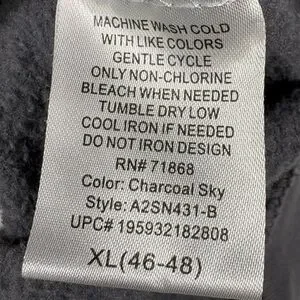 MACHINE WASH COLD
WITH LIKE COLORS
GENTLE CYCLE
ONLY NON-CHLORINE
BLEACH WHEN NEEDED
TUMBLE DRY LOW
COOL IRON IF NEEDED
DO NOT IRON DESIGN
RN# 71868
Color: Charcoal Sky
Style: A2SN431-B
UPC# 195932182808
XL(46-48)